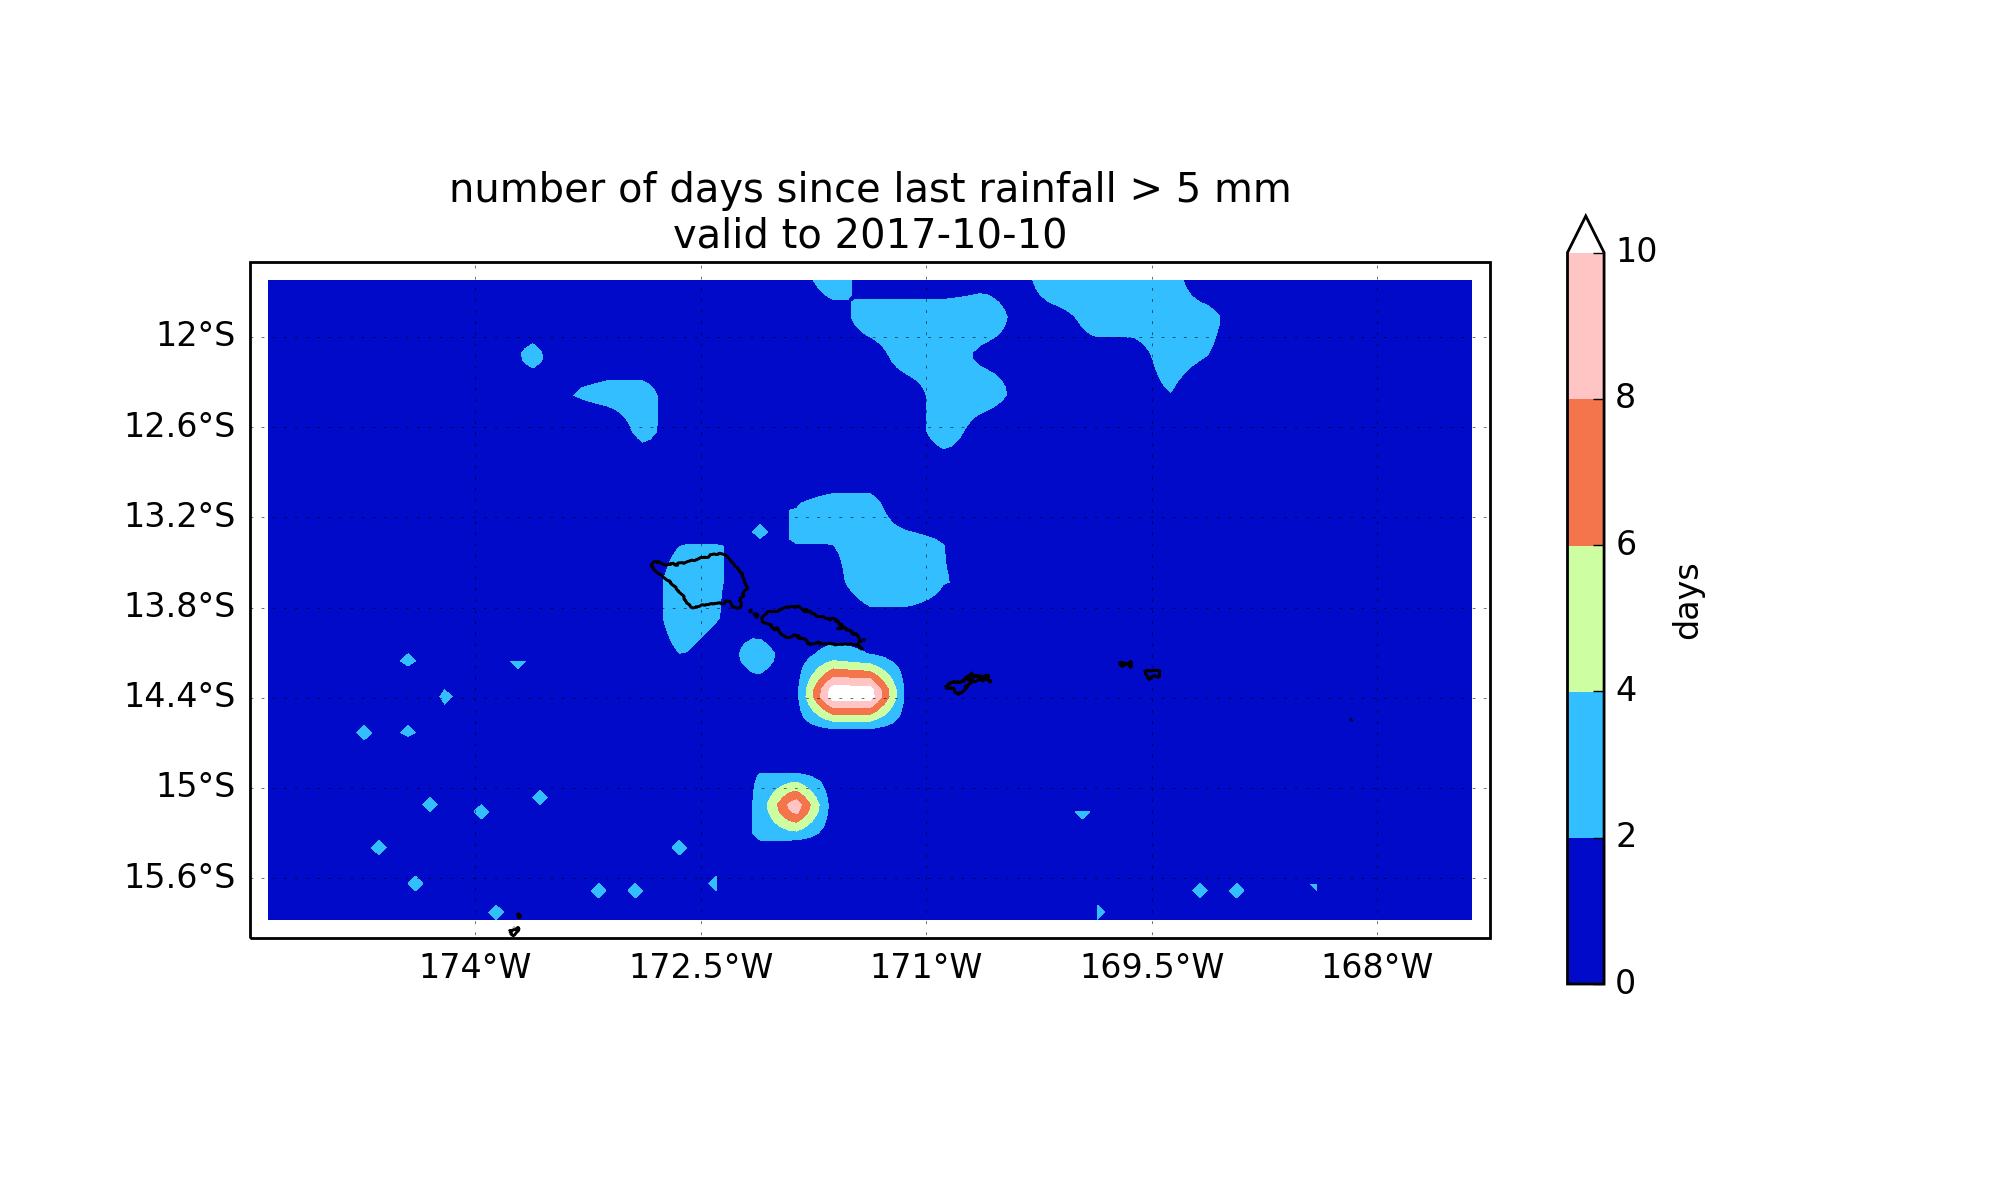 number of days since last rainfall > 5 mm
valid to 2017-10-10
12°S
12.6°S
13.2°S
13.8°S
14.4°S
15°S
15.6°S
174°W
172.5°W
171°W
169.5°W
168°W
10
8
6
4
2
0
days